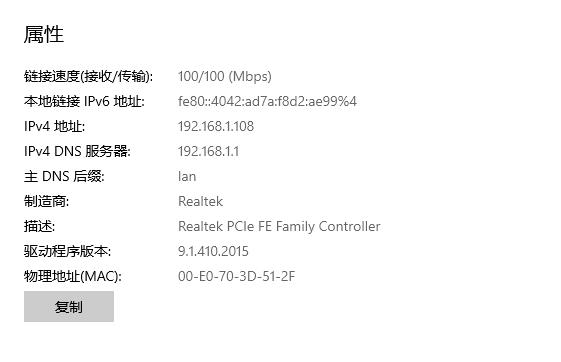 属性
链接速度(接收/传输): 100/100 (Mbps)
本地链接 IPv6 地址: fe80::4042:ad7a:f8d2:ae99%4
IPv4 地址: 192.168.1.108
IPv4 DNS 服务器: 192.168.1.1
主 DNS 后缀: lan
制造商: Realtek
描述: Realtek PCIe FE Family Controller
驱动程序版本: 9.1.410.2015
物理地址(MAC): 00-E0-70-3D-51-2F
复制